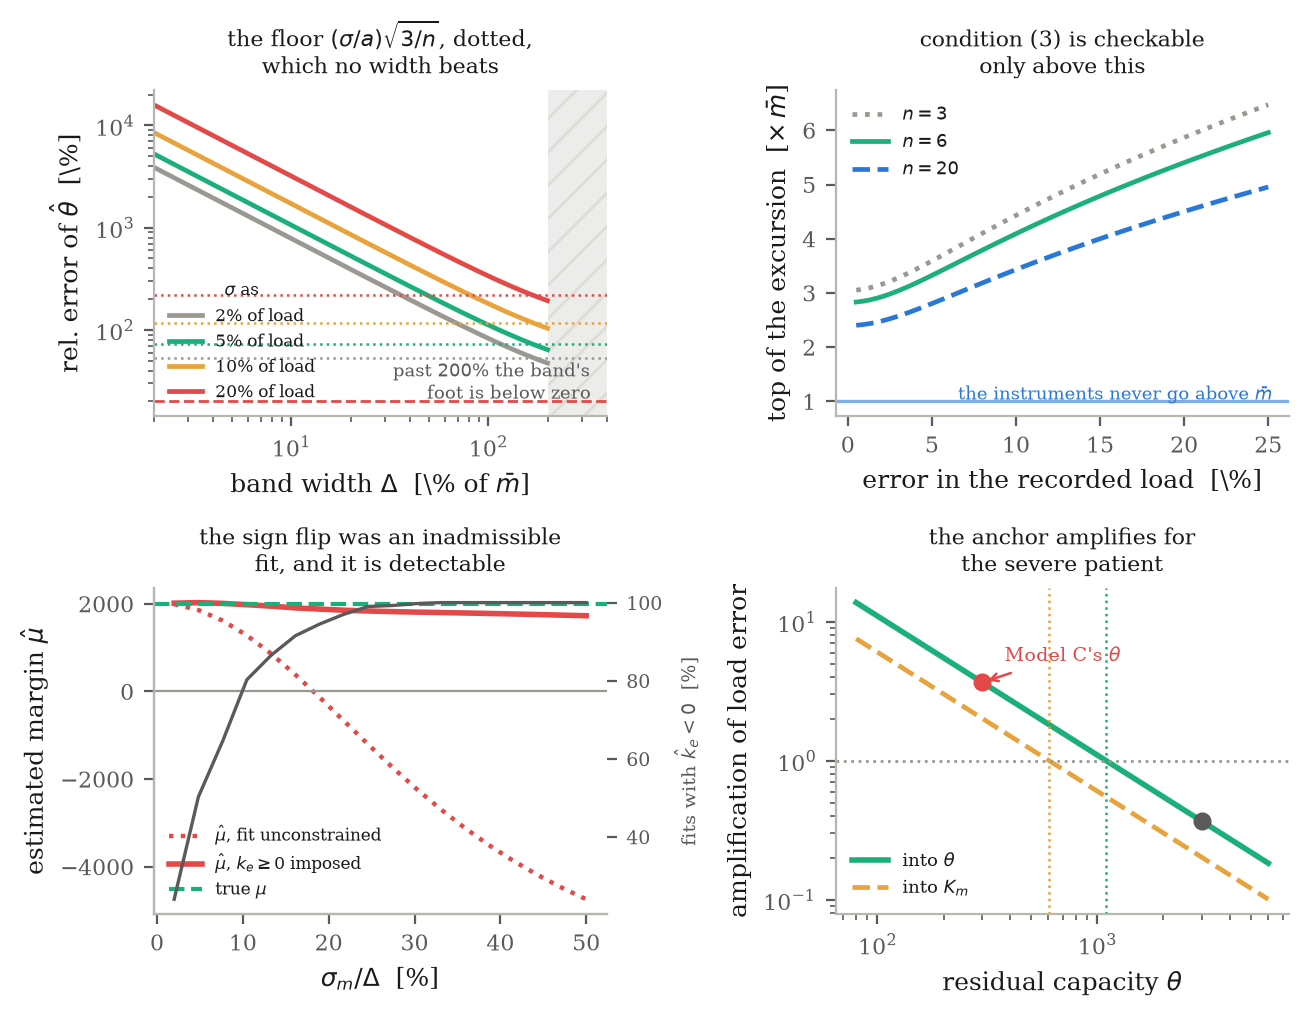 the floor (σ/a)√3/n, dotted,
which no width beats
rel. error of θ̂ [\%]
10⁴
10³
10²
σ as
2% of load
5% of load
10% of load
20% of load
past 200% the band's
foot is below zero
10¹
10²
band width Δ [\% of m̄]
condition (3) is checkable
only above this
top of the excursion [× m̄]
6
5
4
3
2
1
n = 3
n = 6
n = 20
the instruments never go above m̄
0
5
10
15
20
25
error in the recorded load [\%]
the sign flip was an inadmissible
fit, and it is detectable
estimated margin μ̂
2000
0
−2000
−4000
μ̂, fit unconstrained
μ̂, kₑ ≥ 0 imposed
true μ
100
80
60
40
fits with k̂ₑ < 0 [%]
0
10
20
30
40
50
σₘ/Δ [%]
the anchor amplifies for
the severe patient
amplification of load error
10¹
10⁰
10⁻¹
Model C's θ
into θ
into Kₘ
10²
10³
residual capacity θ